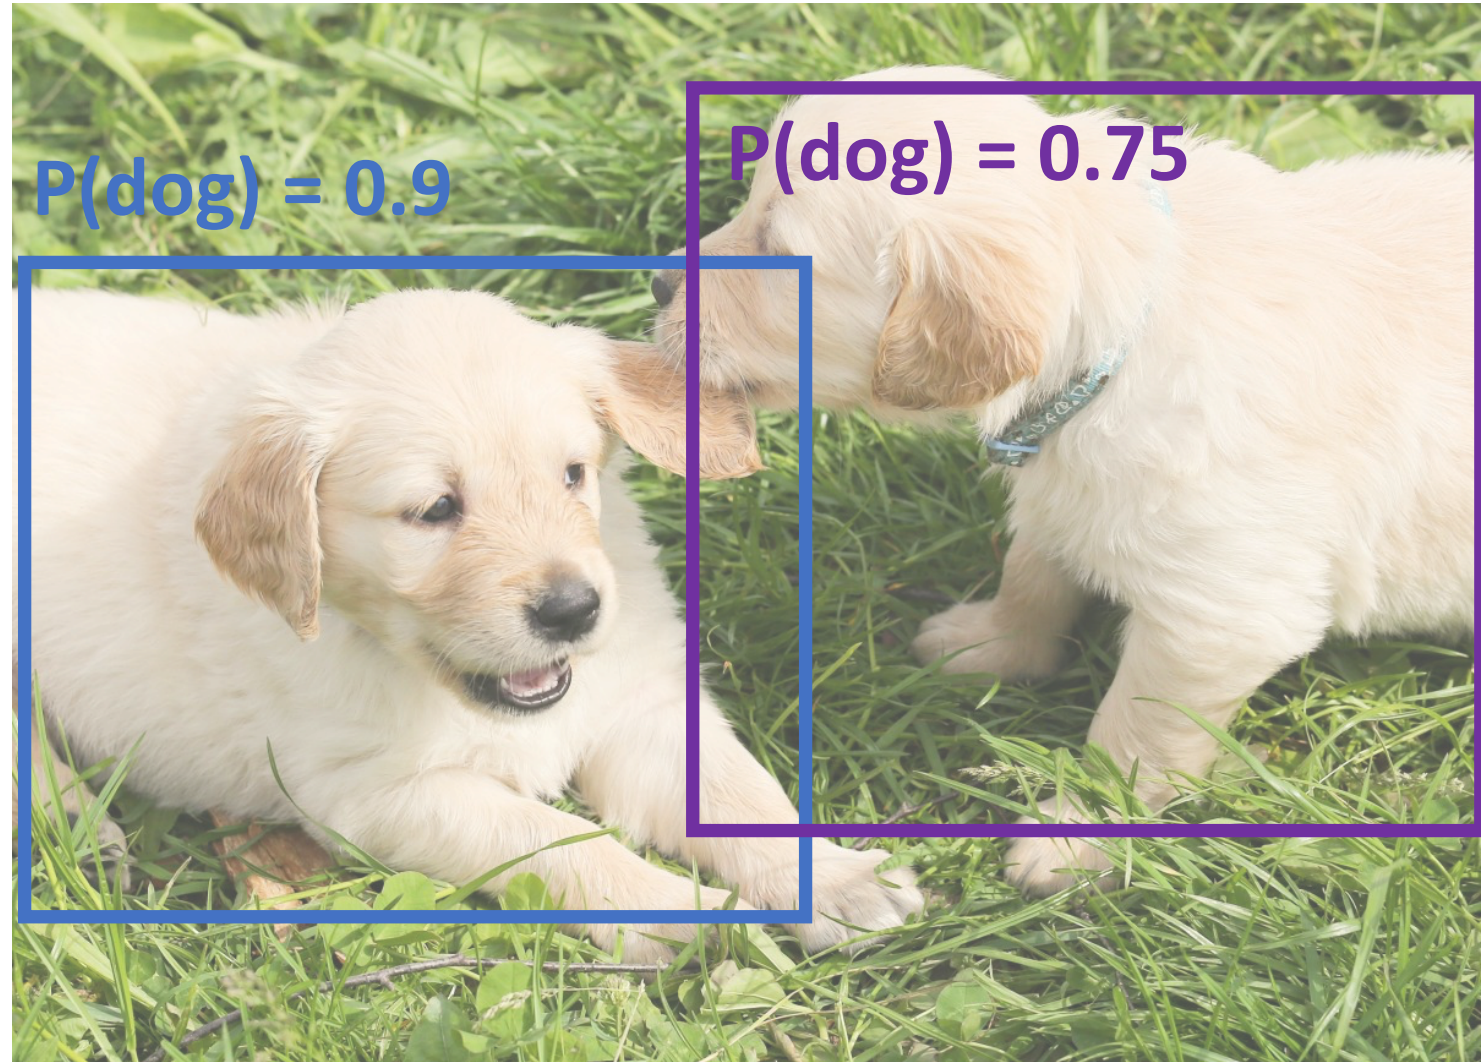 P(dog) = 0.9
P(dog) = 0.75